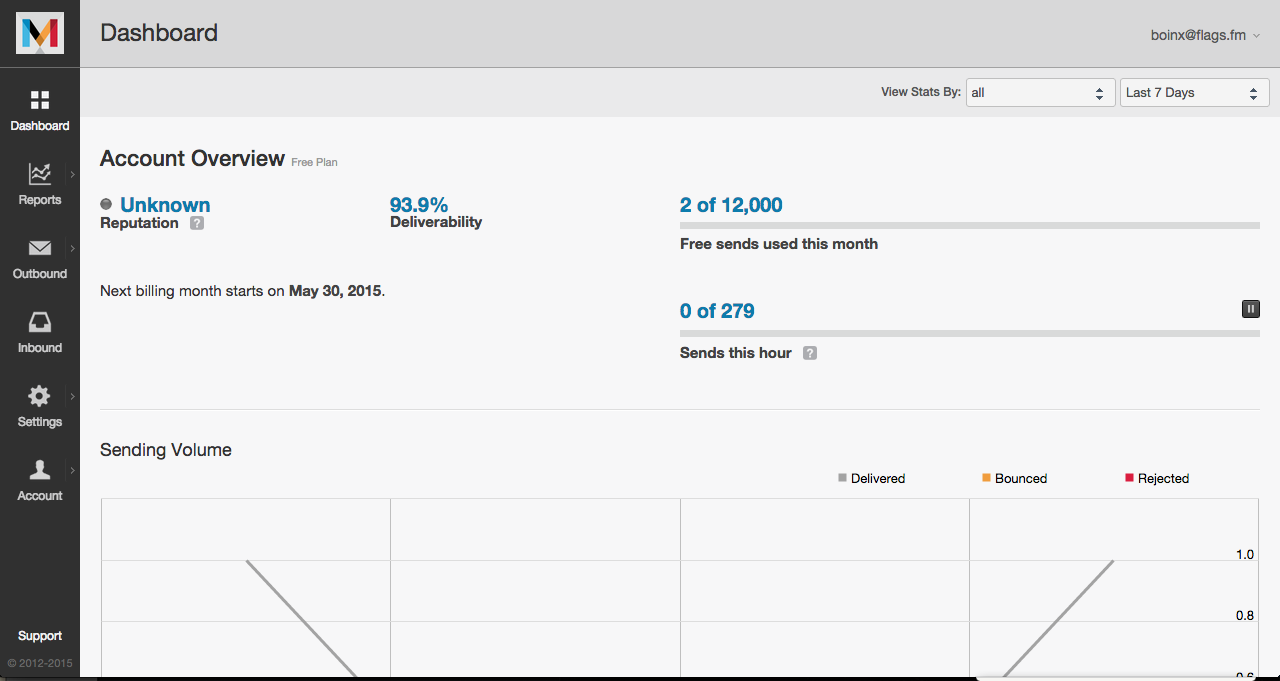 Dashboard
boinx@flags.fm
View Stats By: all Last 7 Days
Dashboard
Reports
Outbound
Inbound
Settings
Account
Support
© 2012-2015
Account Overview Free Plan
Unknown
Reputation ?
93.9%
Deliverability
2 of 12,000
Free sends used this month
Next billing month starts on May 30, 2015.
0 of 279
Sends this hour ?
Sending Volume
Delivered Bounced Rejected
1.0
0.8